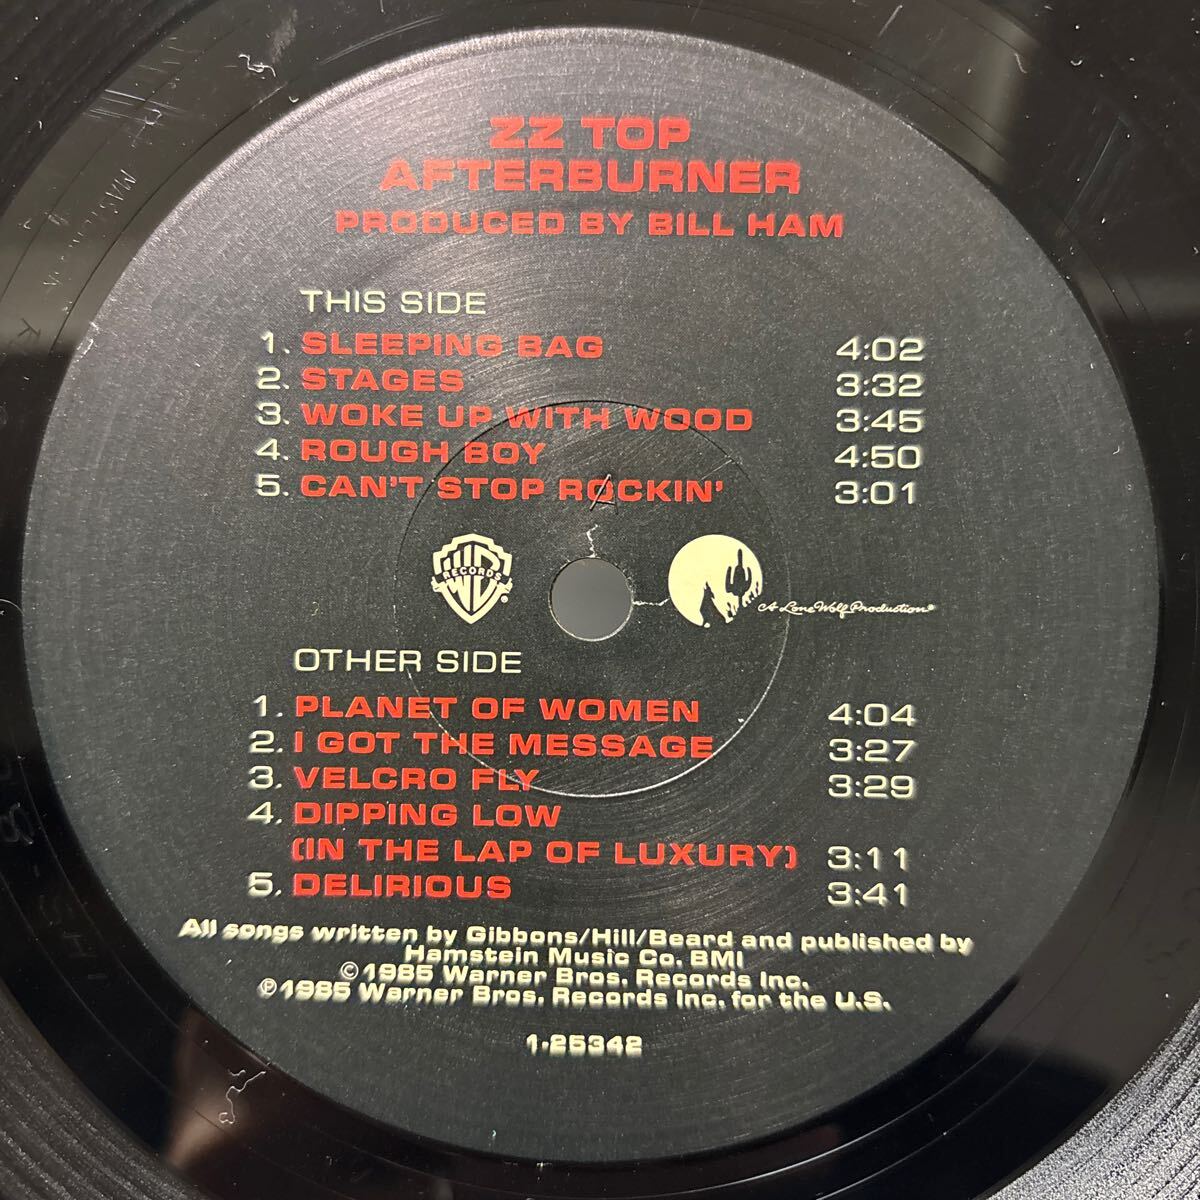 ZZ TOP
AFTERBURNER
PRODUCED BY BILL HAM
THIS SIDE
1. SLEEPING BAG 4:02
2. STAGES 3:32
3. WOKE UP WITH WOOD 3:45
4. ROUGH BOY 4:50
5. CAN'T STOP ROCKIN' 3:01
A
WB RECORDS ®
A Lone Wolf Production®
OTHER SIDE
1. PLANET OF WOMEN 4:04
2. I GOT THE MESSAGE 3:27
3. VELCRO FLY 3:29
4. DIPPING LOW
(IN THE LAP OF LUXURY) 3:11
5. DELIRIOUS 3:41
All songs written by Gibbons/Hill/Beard and published by
Hamstein Music Co. BMI
©1985 Warner Bros. Records Inc.
℗1985 Warner Bros. Records Inc. for the U.S.
1-25342